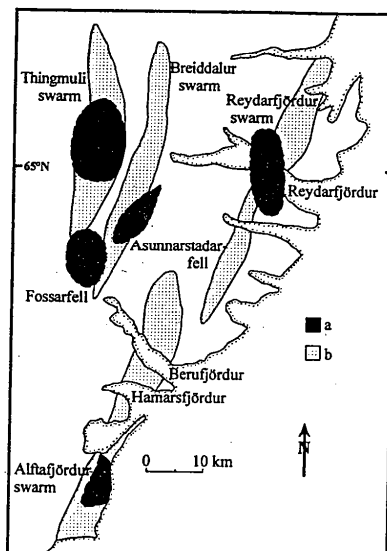 Thingmuli
swarm
Breiddalur
swarm
Reydarfjördur
swarm
65°N
Reydarfjördur
Asunnarstadar-
fell
Fossarfell
a
b
Berufjördur
Hamarsfjördur
N
Alftafjördur
swarm
0 10 km